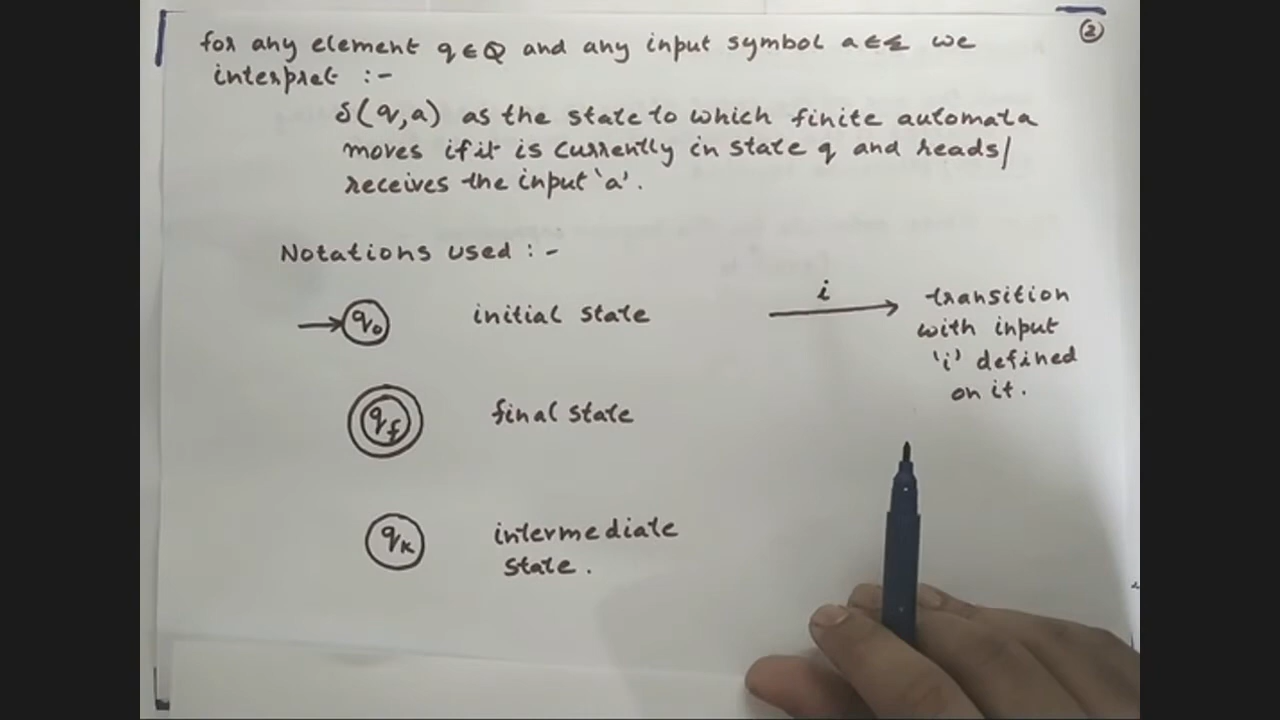 ②
for any element q ∈ Q and any input symbol a ∈ Σ we
interpret :-
δ(q,a) as the state to which finite automata
moves if it is currently in state q and reads/
receives the input 'a'.
Notations used :-
q₀ initial state
i
transition
with input
'i' defined
on it.
qf final state
qk intermediate
state.